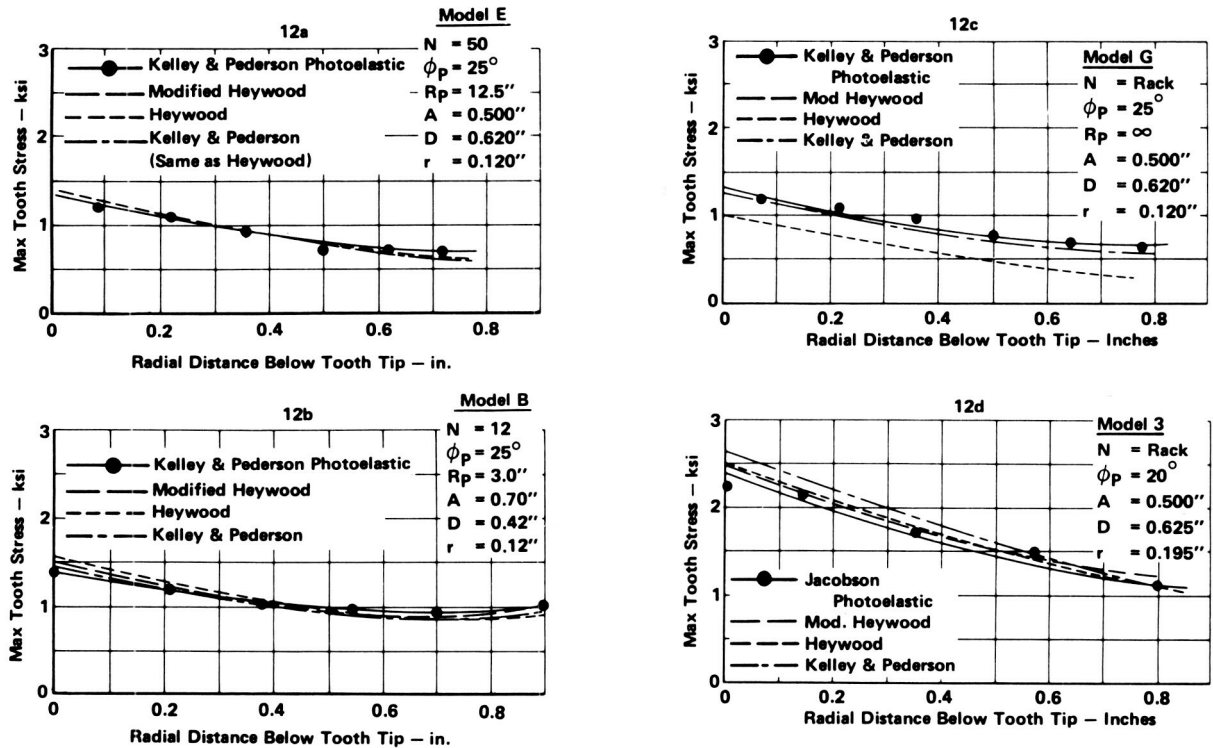 12a
Model E
N = 50
ϕP = 25°
RP = 12.5"
A = 0.500"
D = 0.620"
r = 0.120"
Kelley & Pederson Photoelastic
Modified Heywood
Heywood
Kelley & Pederson
(Same as Heywood)
Max Tooth Stress – ksi
3
2
1
0
0 0.2 0.4 0.6 0.8
Radial Distance Below Tooth Tip – in.
12c
Model G
N = Rack
ϕP = 25°
RP = ∞
A = 0.500"
D = 0.620"
r = 0.120"
Kelley & Pederson
Photoelastic
Mod Heywood
Heywood
Kelley & Pederson
Max Tooth Stress – ksi
3
2
1
0
0 0.2 0.4 0.6 0.8
Radial Distance Below Tooth Tip – Inches
12b
Model B
N = 12
ϕP = 25°
RP = 3.0"
A = 0.70"
D = 0.42"
r = 0.12"
Kelley & Pederson Photoelastic
Modified Heywood
Heywood
Kelley & Pederson
Max Tooth Stress – ksi
3
2
1
0
0 0.2 0.4 0.6 0.8
Radial Distance Below Tooth Tip – in.
12d
Model 3
N = Rack
ϕP = 20°
A = 0.500"
D = 0.625"
r = 0.195"
Jacobson
Photoelastic
Mod. Heywood
Heywood
Kelley & Pederson
Max Tooth Stress – ksi
3
2
1
0
0 0.2 0.4 0.6 0.8
Radial Distance Below Tooth Tip – Inches